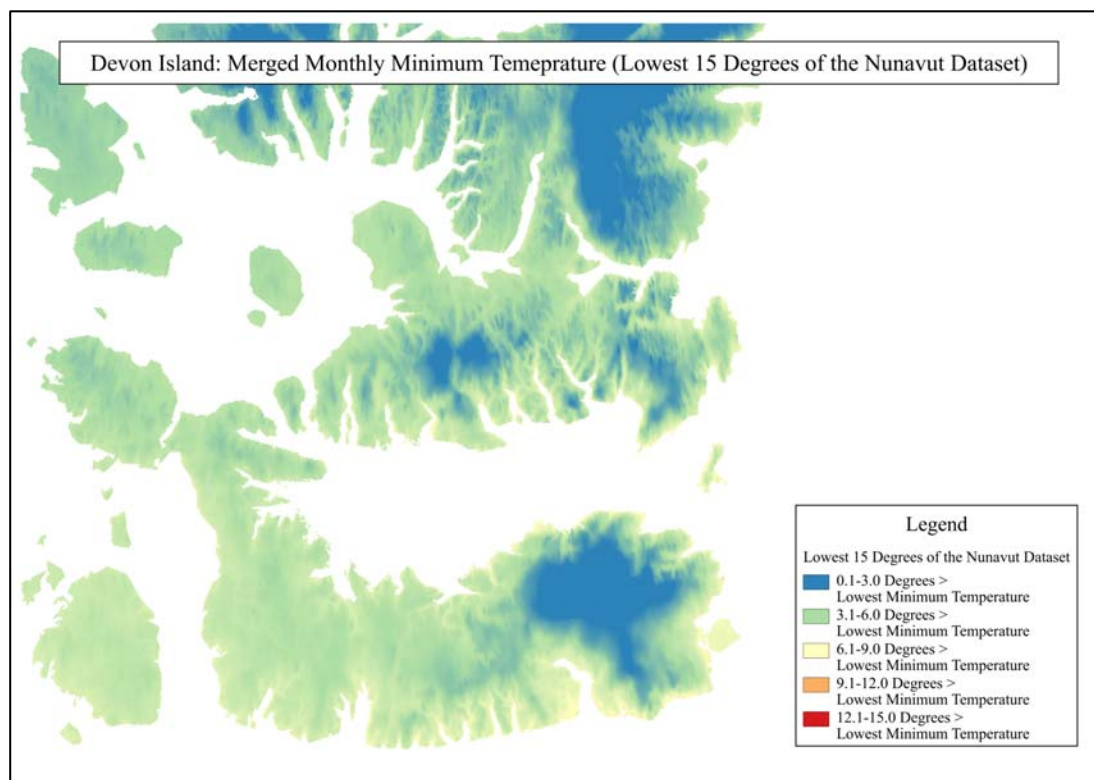 Devon Island: Merged Monthly Minimum Temeprature (Lowest 15 Degrees of the Nunavut Dataset)
Legend
Lowest 15 Degrees of the Nunavut Dataset
0.1-3.0 Degrees >
Lowest Minimum Temperature
3.1-6.0 Degrees >
Lowest Minimum Temperature
6.1-9.0 Degrees >
Lowest Minimum Temperature
9.1-12.0 Degrees >
Lowest Minimum Temperature
12.1-15.0 Degrees >
Lowest Minimum Temperature